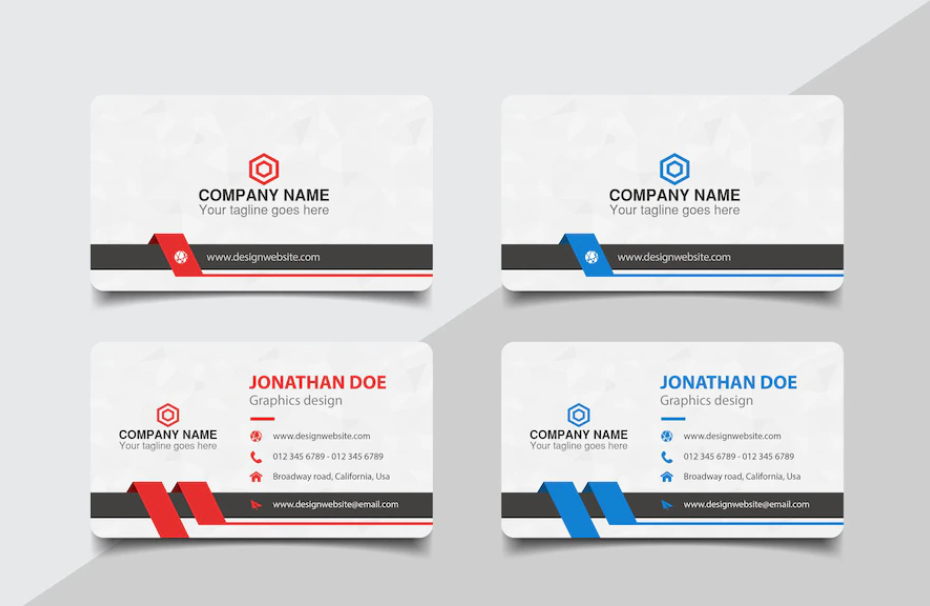 COMPANY NAME
Your tagline goes here
www.designwebsite.com
COMPANY NAME
Your tagline goes here
www.designwebsite.com
COMPANY NAME
Your tagline goes here
JONATHAN DOE
Graphics design
www.designwebsite.com
012 345 6789 - 012 345 6789
Broadway road, California, Usa
www.designwebsite@email.com
COMPANY NAME
Your tagline goes here
JONATHAN DOE
Graphics design
www.designwebsite.com
012 345 6789 - 012 345 6789
Broadway road, California, Usa
www.designwebsite@email.com